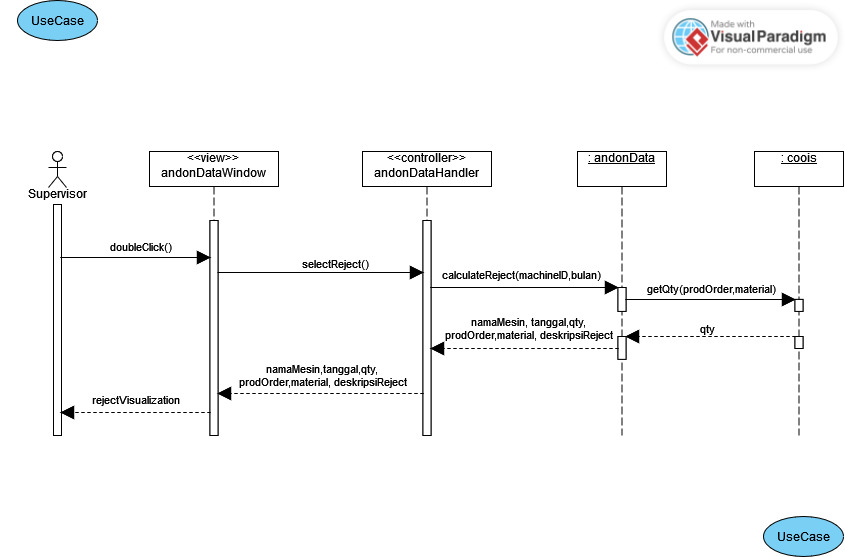 UseCase
Made with
Visual Paradigm
For non-commercial use
Supervisor
<<view>>
andonDataWindow
<<controller>>
andonDataHandler
: andonData
: coois
doubleClick()
selectReject()
calculateReject(machineID,bulan)
getQty(prodOrder,material)
qty
namaMesin, tanggal,qty,
prodOrder,material, deskripsiReject
namaMesin,tanggal,qty,
prodOrder,material, deskripsiReject
rejectVisualization
UseCase